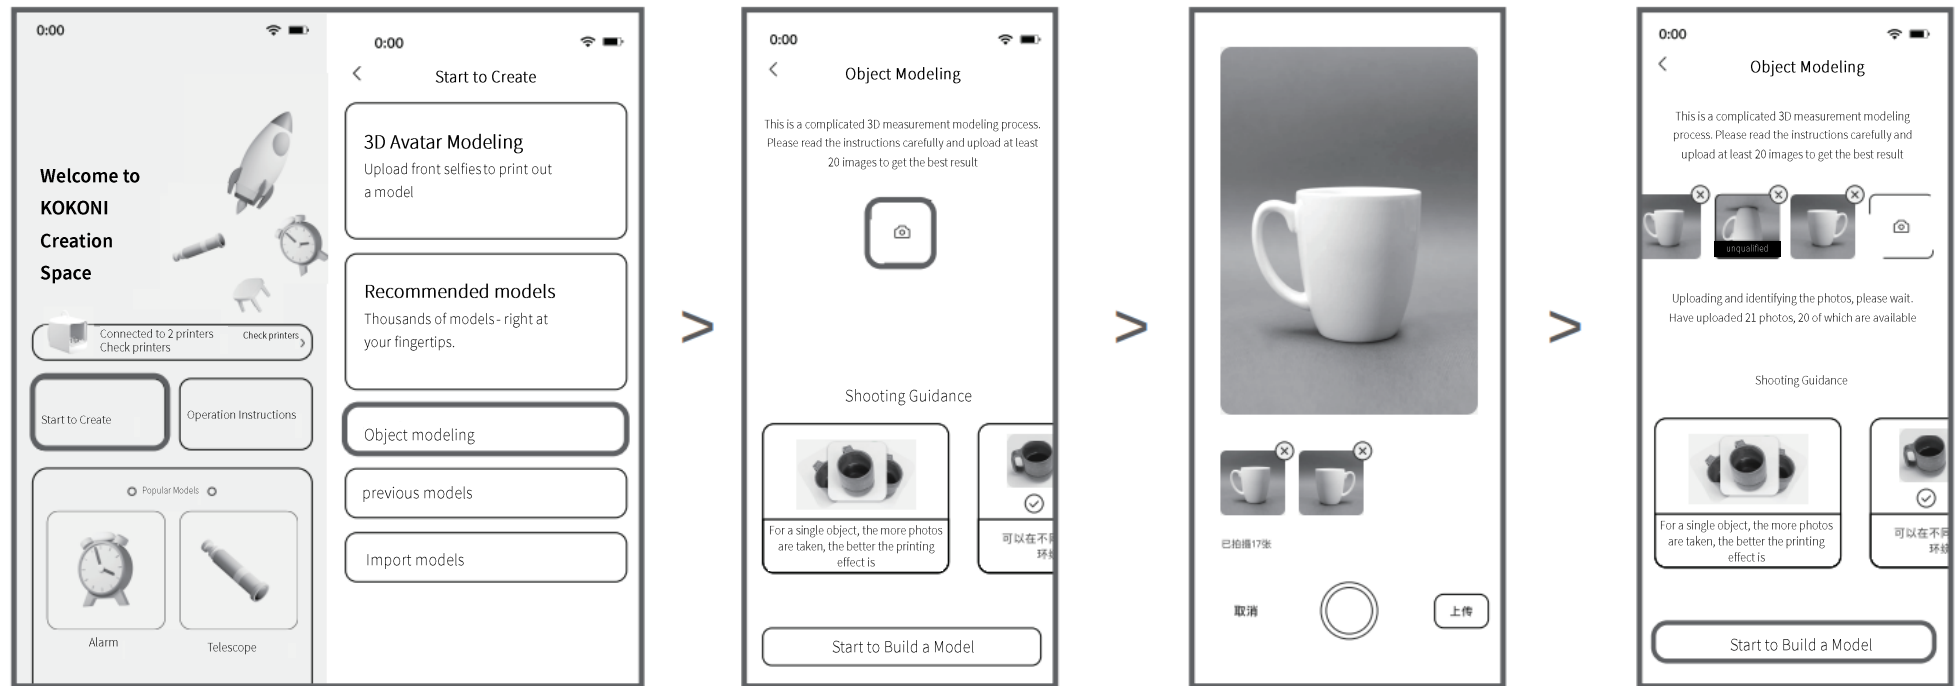 0:00
Welcome to
KOKONI
Creation
Space
Connected to 2 printers
Check printers
Check printers
Start to Create
Operation Instructions
Popular Models
Alarm
Telescope
0:00
Start to Create
3D Avatar Modeling
Upload front selfies to print out
a model
Recommended models
Thousands of models - right at
your fingertips.
Object modeling
previous models
Import models
>
0:00
Object Modeling
This is a complicated 3D measurement modeling process.
Please read the instructions carefully and upload at least
20 images to get the best result
Shooting Guidance
For a single object, the more photos
are taken, the better the printing
effect is
可以在不同
环绕
Start to Build a Model
>
已拍摄17张
取消
上传
>
0:00
Object Modeling
This is a complicated 3D measurement modeling
process. Please read the instructions carefully and
upload at least 20 images to get the best result
unqualified
Uploading and identifying the photos, please wait.
Have uploaded 21 photos, 20 of which are available
Shooting Guidance
For a single object, the more photos
are taken, the better the printing
effect is
可以在不同
环绕
Start to Build a Model